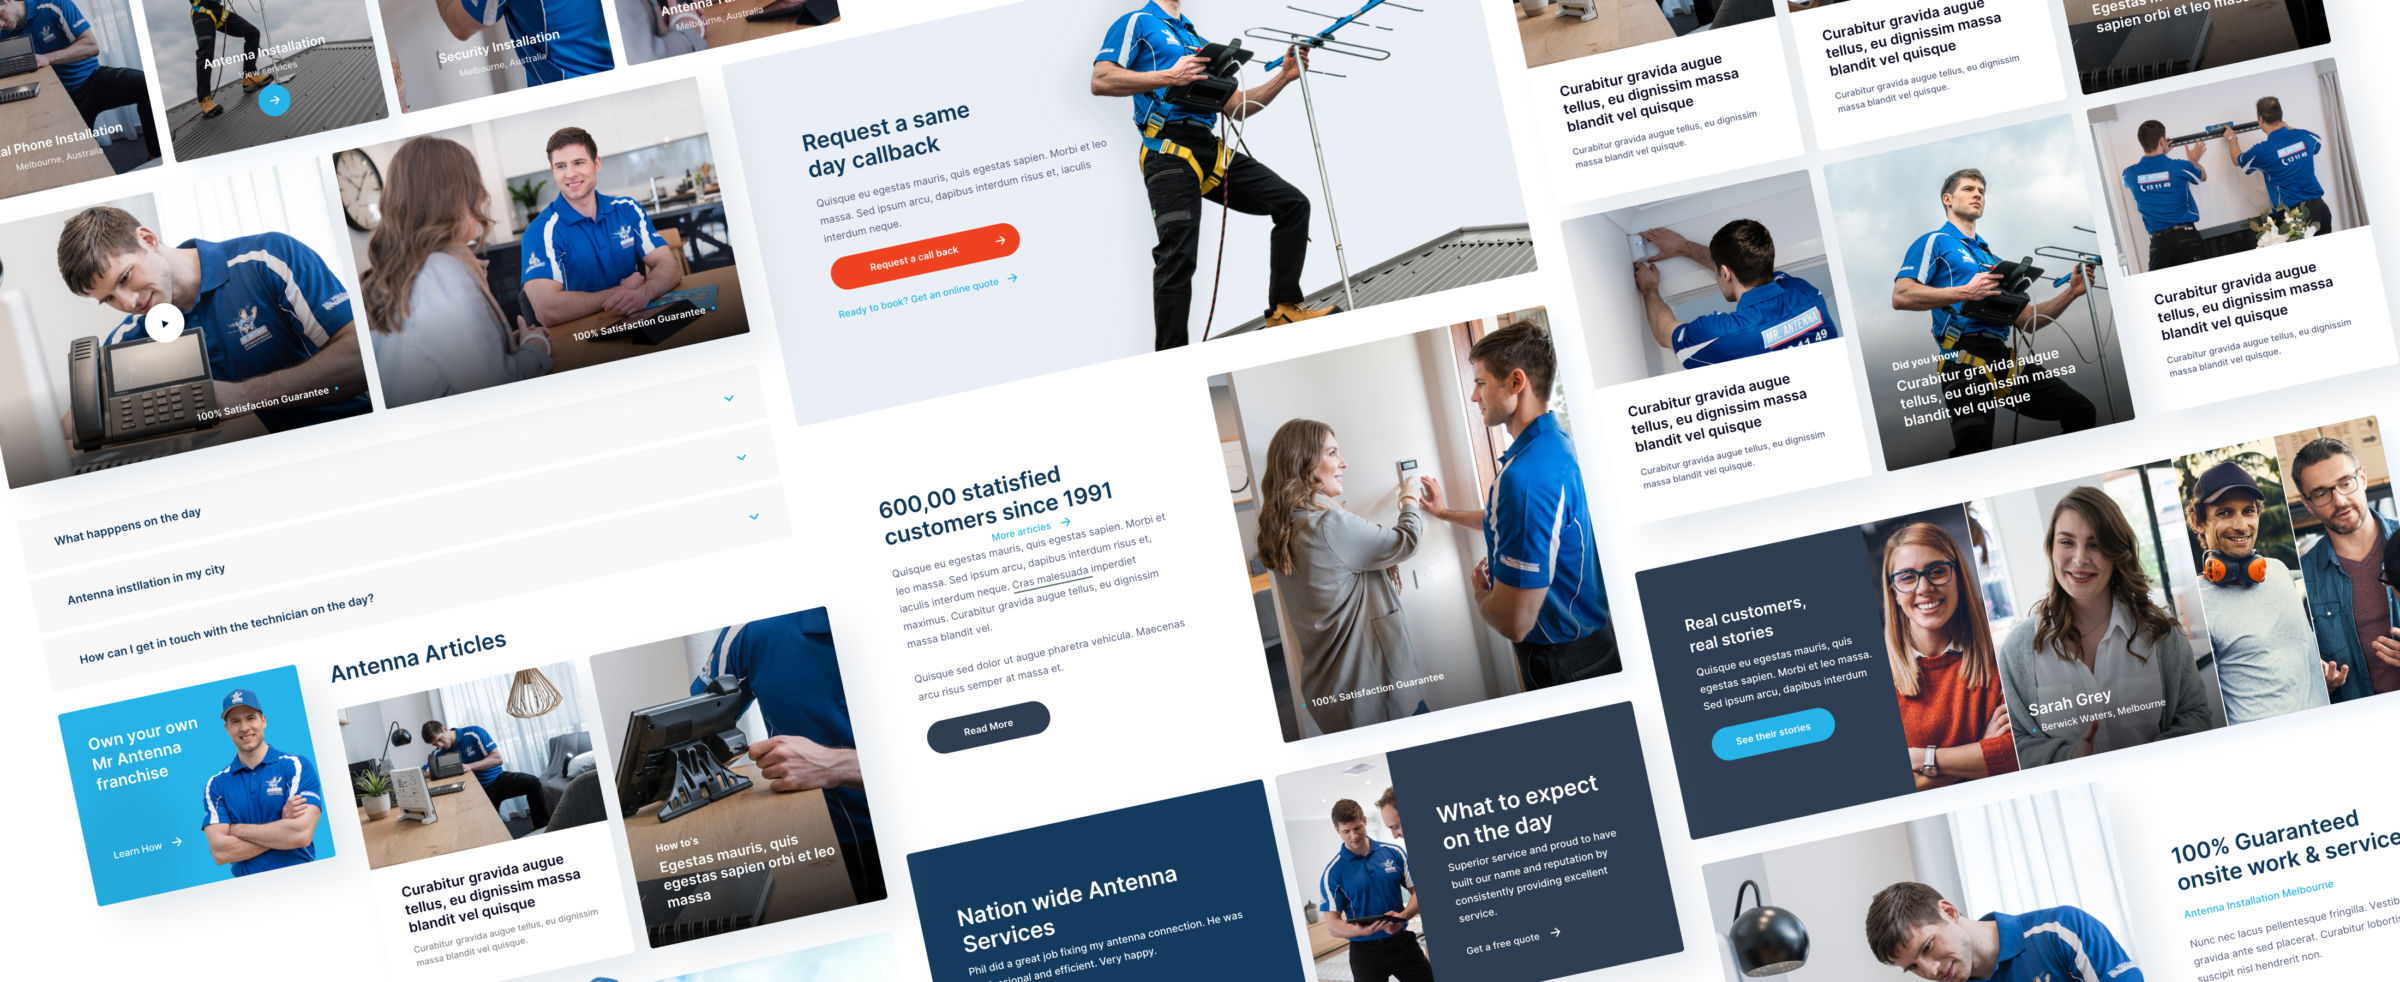 al Phone Installation
Melbourne, Australia
Antenna Installation
View services
Security Installation
Melbourne, Australia
Antenna
Melbourne, Australia
100% Satisfaction Guarantee
100% Satisfaction Guarantee
What happpens on the day
Antenna instllation in my city
How can I get in touch with the technician on the day?
Own your own
Mr Antenna
franchise
Learn How
Antenna Articles
Curabitur gravida augue
tellus, eu dignissim massa
blandit vel quisque
Curabitur gravida augue tellus, eu dignissim
massa blandit vel quisque.
How to's
Egestas mauris, quis
egestas sapien orbi et leo
massa
Request a same
day callback
Quisque eu egestas mauris, quis egestas sapien. Morbi et leo
massa. Sed ipsum arcu, dapibus interdum risus et, iaculis
interdum neque.
Request a call back
Ready to book? Get an online quote
600,00 statisfied
customers since 1991
More articles
Quisque eu egestas mauris, quis egestas sapien. Morbi et
leo massa. Sed ipsum arcu, dapibus interdum risus et,
iaculis interdum neque. Cras malesuada imperdiet
maximus. Curabitur gravida augue tellus, eu dignissim
massa blandit vel.
Quisque sed dolor ut augue pharetra vehicula. Maecenas
arcu risus semper at massa et.
Read More
100% Satisfaction Guarantee
Nation wide Antenna
Services
Phil did a great job fixing my antenna connection. He was
sional and efficient. Very happy.
What to expect
on the day
Superior service and proud to have
built our name and reputation by
consistently providing excellent
service.
Get a free quote
Curabitur gravida augue
tellus, eu dignissim massa
blandit vel quisque
Curabitur gravida augue tellus, eu dignissim
massa blandit vel quisque.
Curabitur gravida augue
tellus, eu dignissim massa
blandit vel quisque
Curabitur gravida augue tellus, eu dignissim
massa blandit vel quisque.
Egestas
sapien orbi et leo massa
MR. ANTENNA
13 11 49
Curabitur gravida augue
tellus, eu dignissim massa
blandit vel quisque
Curabitur gravida augue tellus, eu dignissim
massa blandit vel quisque.
Did you know
Curabitur gravida augue
tellus, eu dignissim massa
blandit vel quisque
MR. ANTENNA
13 11 49
13 11 49
Curabitur gravida augue
tellus, eu dignissim massa
blandit vel quisque
Curabitur gravida augue tellus, eu dignissim
massa blandit vel quisque.
Real customers,
real stories
Quisque eu egestas mauris, quis
egestas sapien. Morbi et leo massa.
Sed ipsum arcu, dapibus interdum
See their stories
Sarah Grey
Berwick Waters, Melbourne
100% Guaranteed
onsite work & service
Antenna Installation Melbourne
Nunc nec lacus pellentesque fringilla. Vestib
gravida ante sed placerat. Curabitur lobortis
suscipit nisl hendrerit non.